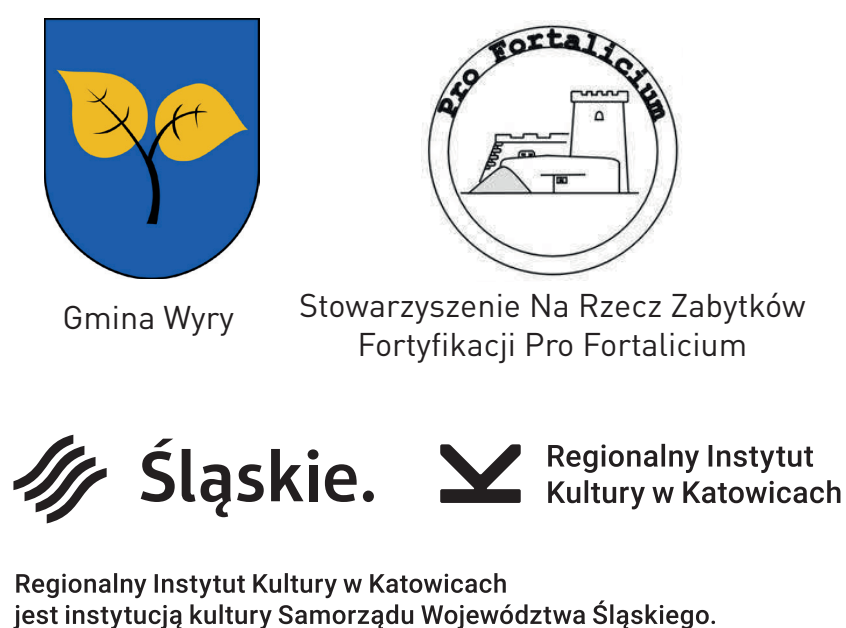 Pro Fortalicium
Gmina Wyry
Stowarzyszenie Na Rzecz Zabytków
Fortyfikacji Pro Fortalicium
Śląskie.
Regionalny Instytut
Kultury w Katowicach
Regionalny Instytut Kultury w Katowicach
jest instytucją kultury Samorządu Województwa Śląskiego.